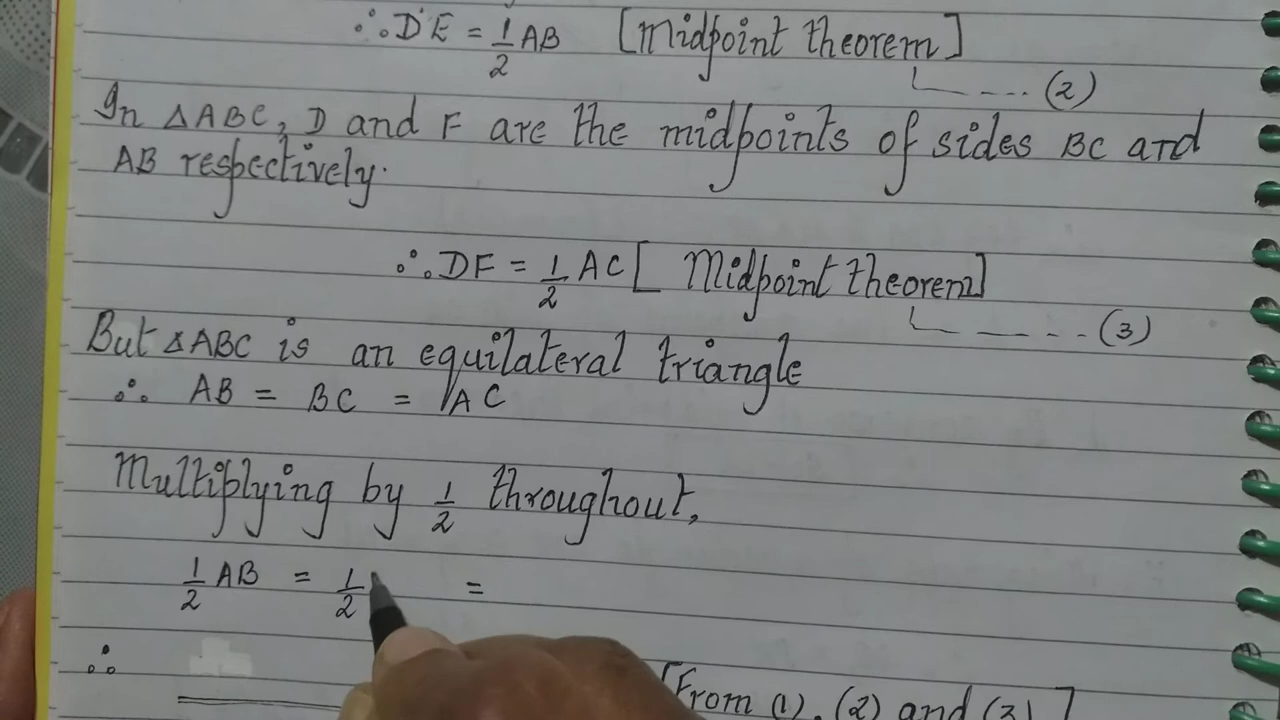 ∴ DE = 1/2 AB [Midpoint theorem]
---- (2)
In △ABC, D and F are the midpoints of sides BC and
AB respectively.
∴ DF = 1/2 AC [Midpoint theorem]
----- (3)
But △ABC is an equilateral triangle
∴ AB = BC = AC
Multiplying by 1/2 throughout,
1/2 AB = 1/2 =
∴
[From (1), (2) and (3)]